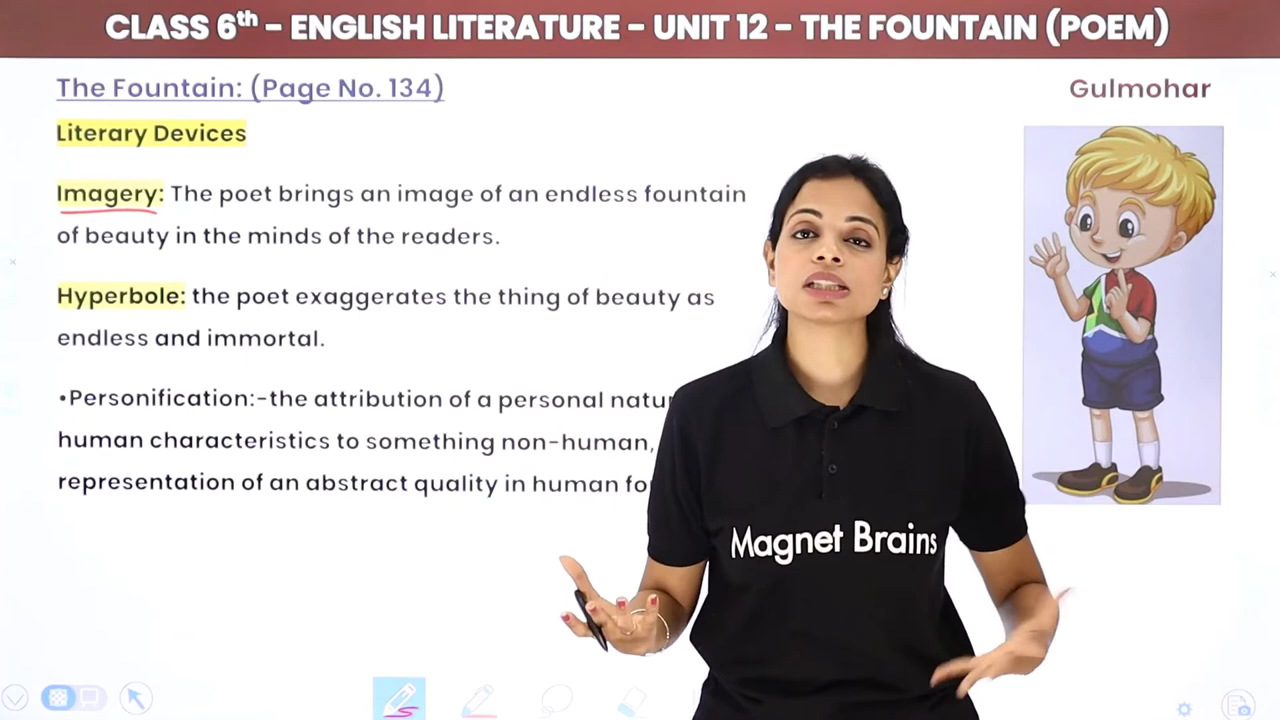 CLASS 6th – ENGLISH LITERATURE – UNIT 12 – THE FOUNTAIN (POEM)
The Fountain: (Page No. 134)
Gulmohar
Literary Devices
Imagery: The poet brings an image of an endless fountain
of beauty in the minds of the readers.
Hyperbole: the poet exaggerates the thing of beauty as
endless and immortal.
•Personification:-the attribution of a personal
human characteristics to something non-human,
representation of an abstract quality in human
Magnet Brains